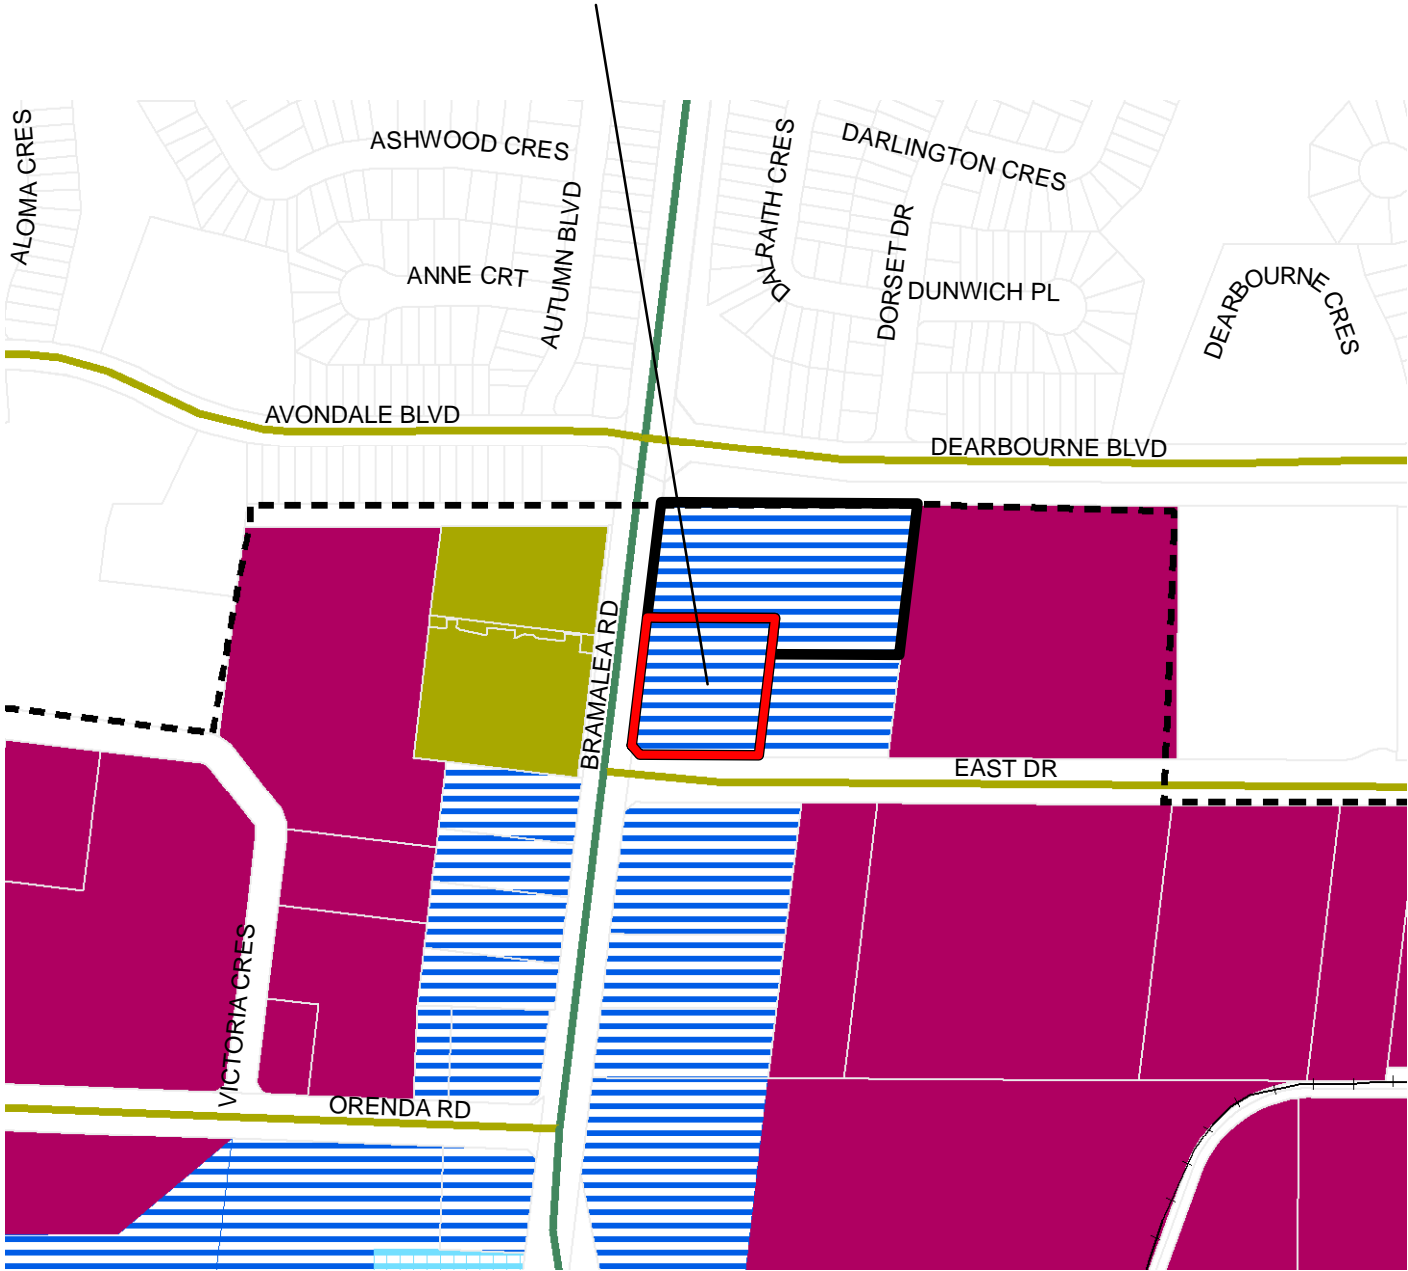 ALOMA CRES
ASHWOOD CRES
DALRAITH CRES
DARLINGTON CRES
AUTUMN BLVD
DORSET DR
ANNE CRT
DUNWICH PL
DEARBOURNE CRES
AVONDALE BLVD
DEARBOURNE BLVD
BRAMALEA RD
EAST DR
VICTORIA CRES
ORENDA RD